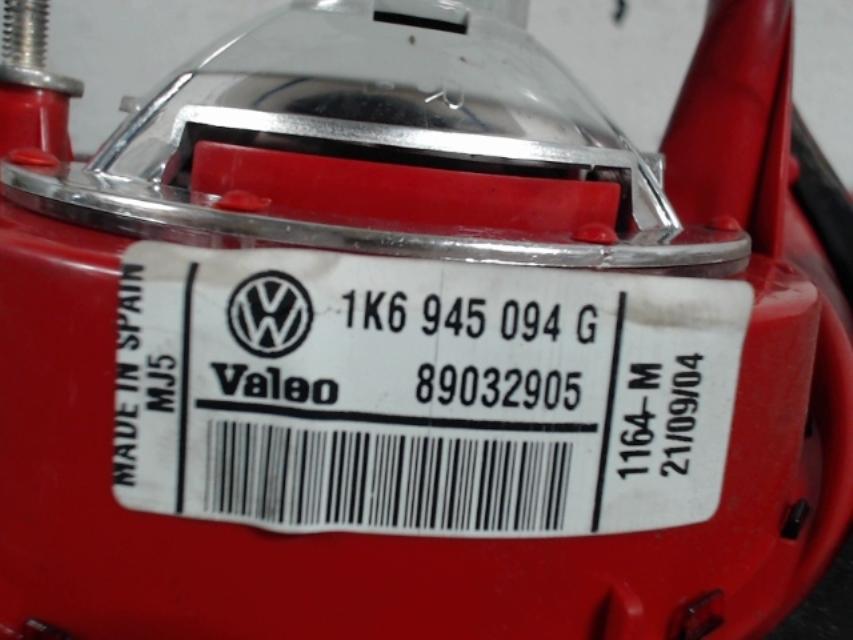 MADE IN SPAIN
MJ5
1K6 945 094 G
Valeo
89032905
1164-M
21/09/04